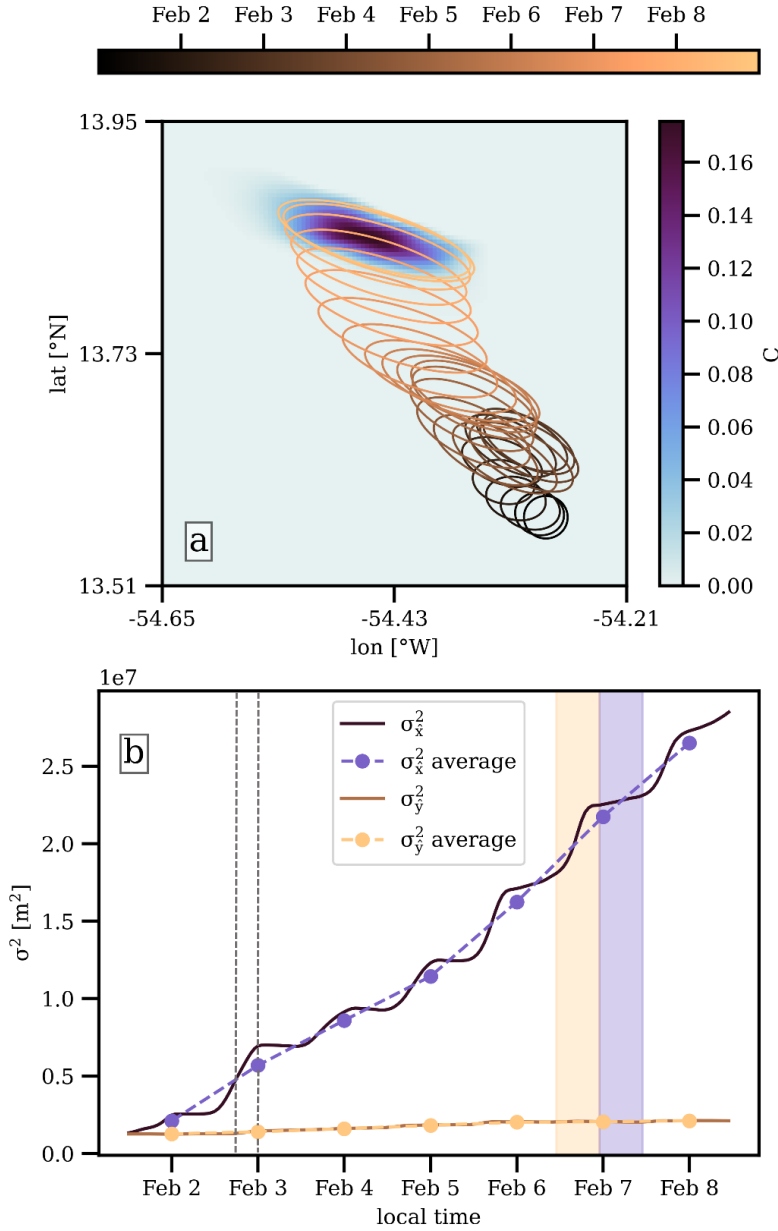 Feb 2 Feb 3 Feb 4 Feb 5 Feb 6 Feb 7 Feb 8
13.95
13.73
13.51
lat [°N]
a
-54.65 -54.43 -54.21
lon [°W]
0.16
0.14
0.12
0.10
0.08
0.06
0.04
0.02
0.00
C
1e7
b
σ²x̂
σ²x̂ average
σ²ŷ
σ²ŷ average
2.5
2.0
1.5
1.0
0.5
0.0
σ² [m²]
Feb 2 Feb 3 Feb 4 Feb 5 Feb 6 Feb 7 Feb 8
local time